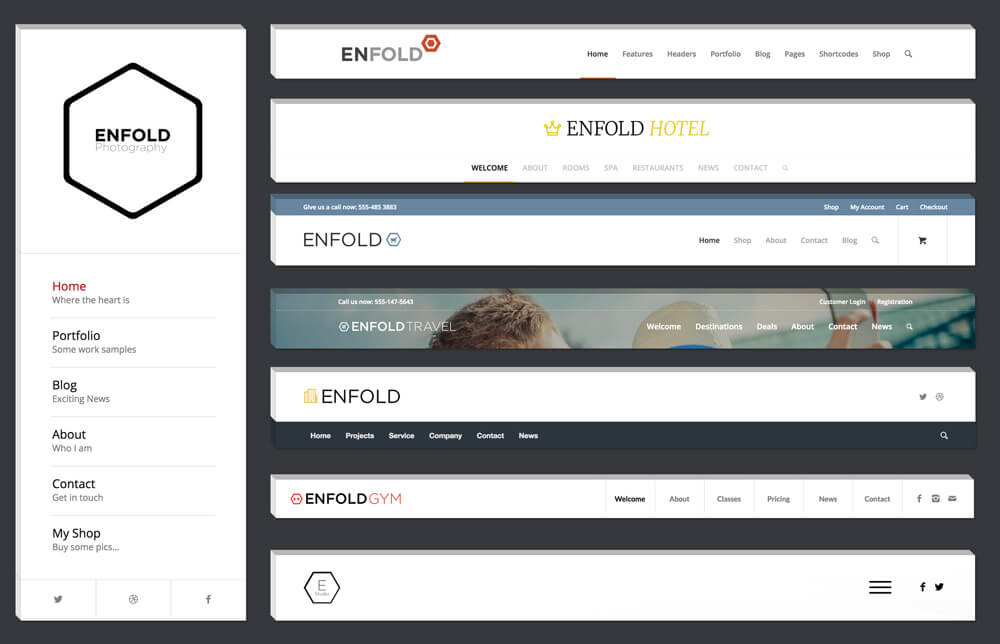 ENFOLD
Photography
Home
Where the heart is
Portfolio
Some work samples
Blog
Exciting News
About
Who I am
Contact
Get in touch
My Shop
Buy some pics...
ENFOLD
Home Features Headers Portfolio Blog Pages Shortcodes Shop
ENFOLD HOTEL
WELCOME ABOUT ROOMS SPA RESTAURANTS NEWS CONTACT
Give us a call now: 555-485 3883 Shop My Account Cart Checkout
ENFOLD
Home Shop About Contact Blog
Call us now: 555-147-5643 Customer Login Registration
ENFOLDTRAVEL
Welcome Destinations Deals About Contact News
ENFOLD
Home Projects Service Company Contact News
ENFOLDGYM
Welcome About Classes Pricing News Contact
E
Studio